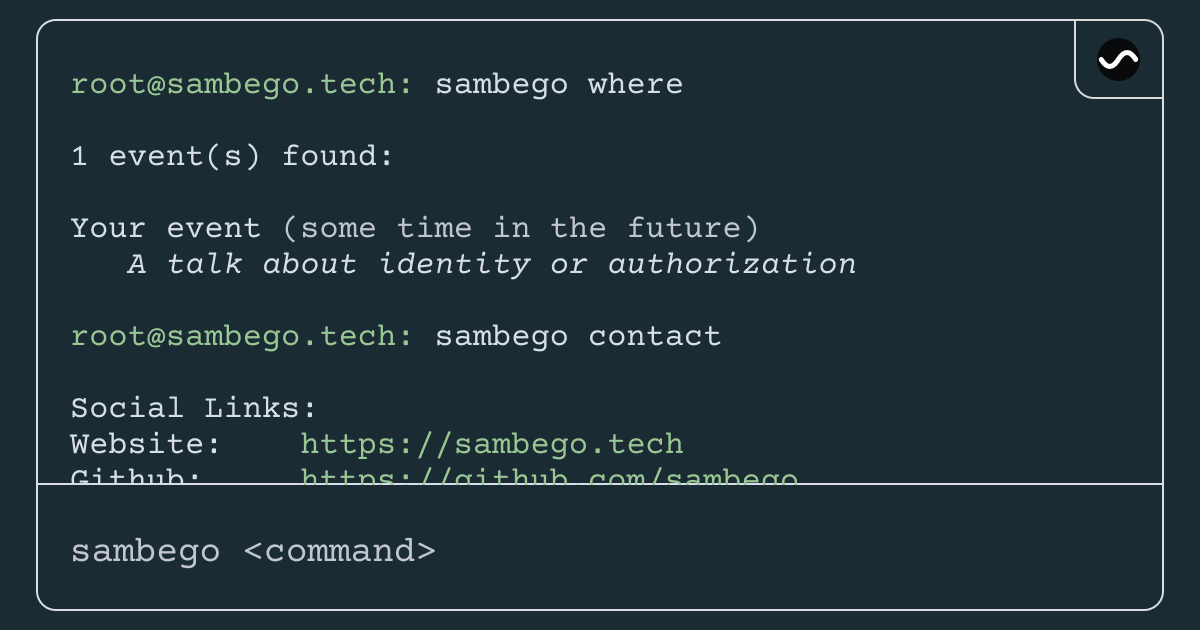 root@sambego.tech: sambego where
1 event(s) found:
Your event (some time in the future)
A talk about identity or authorization
root@sambego.tech: sambego contact
Social Links:
Website: https://sambego.tech
Github: https://github.com/sambego
sambego <command>